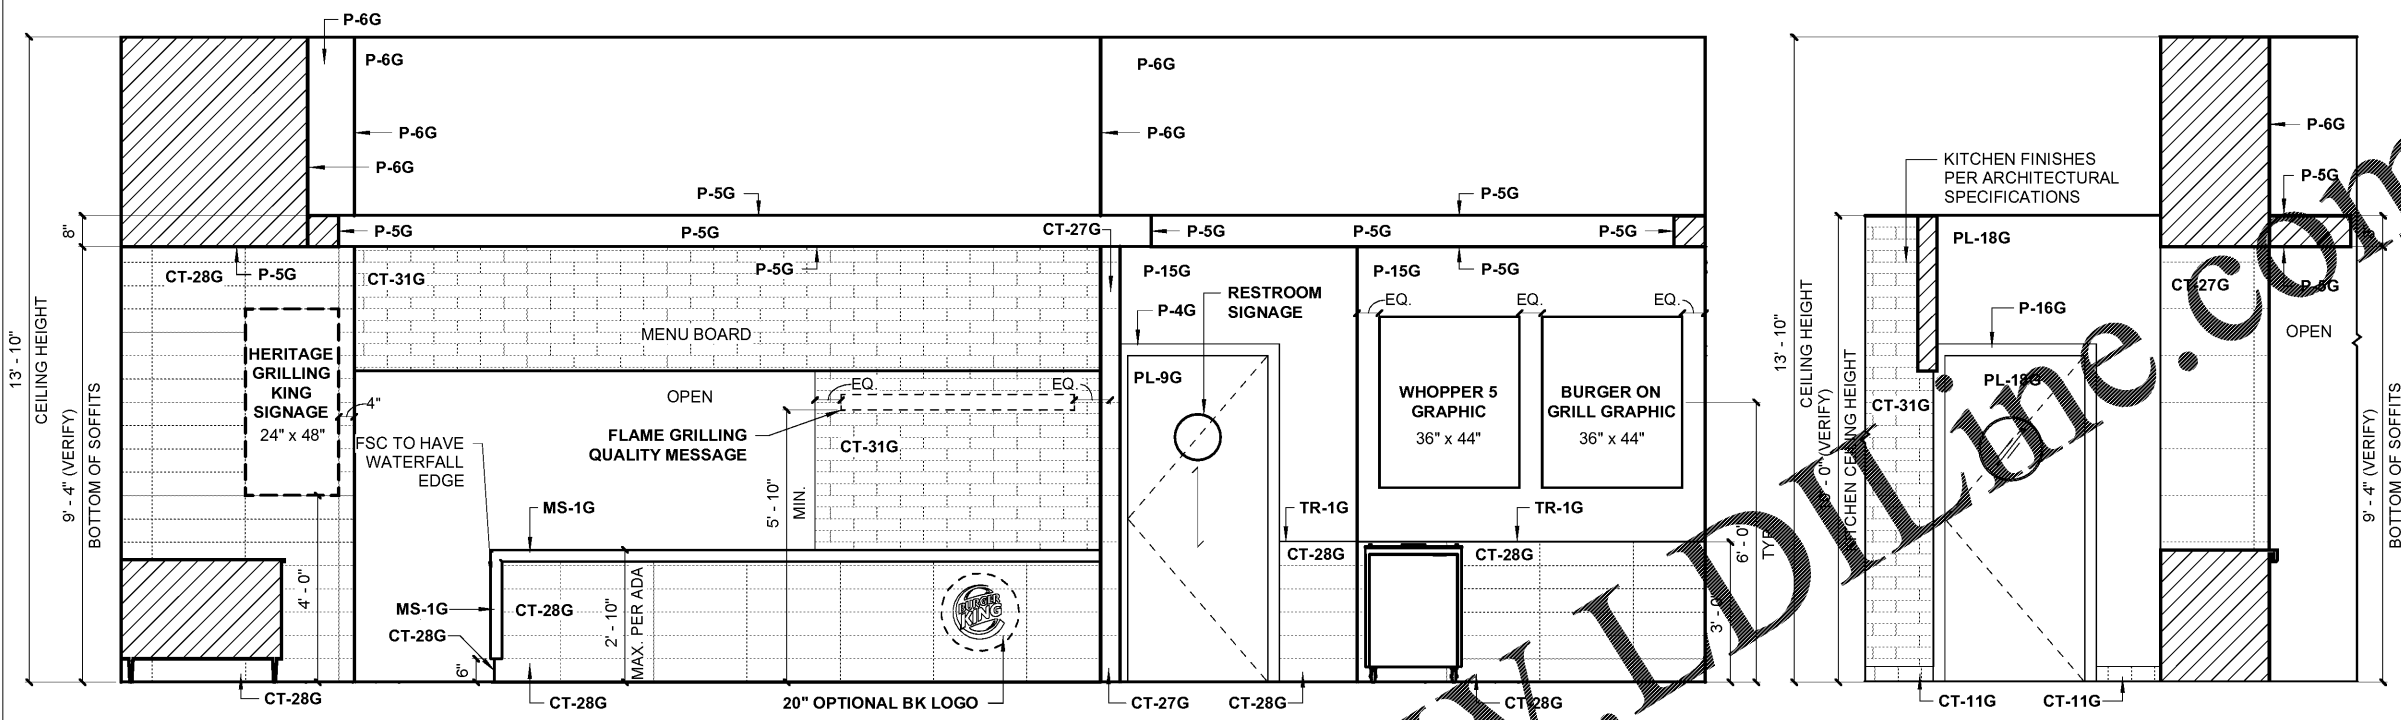 P-6G
P-6G
P-6G
P-6G
P-6G
P-6G
P-5G
P-5G
P-5G
P-5G
CT-27G
P-5G
P-5G
P-5G
8"
CT-28G
P-5G
CT-31G
P-5G
P-15G
P-15G
P-5G
MENU BOARD
P-4G
RESTROOM
SIGNAGE
EQ.
EQ.
EQ.
HERITAGE
GRILLING
KING
SIGNAGE
24" x 48"
4"
OPEN
EQ.
EQ.
PL-9G
WHOPPER 5
GRAPHIC
36" x 44"
BURGER ON
GRILL GRAPHIC
36" x 44"
13' - 10"
CEILING HEIGHT
9' - 4" (VERIFY)
BOTTOM OF SOFFITS
FSC TO HAVE
WATERFALL
EDGE
FLAME GRILLING
QUALITY MESSAGE
CT-31G
5' - 10"
MIN.
MS-1G
TR-1G
TR-1G
CT-28G
CT-28G
4' - 0"
MS-1G
CT-28G
CT-28G
6"
2' - 10"
MAX. PER ADA
BURGER
KING
6' - 0"
3' - 0"
CT-28G
CT-28G
20" OPTIONAL BK LOGO
CT-27G
CT-28G
CT-28G
KITCHEN FINISHES
PER ARCHITECTURAL
SPECIFICATIONS
P-6G
P-5G
PL-18G
CT-27G
P-5G
P-16G
OPEN
PL-18G
CT-31G
13' - 10"
CEILING HEIGHT
KITCHEN CEILING HEIGHT
9' - 4" (VERIFY)
BOTTOM OF SOFFITS
CT-11G
CT-11G
.LDILine.com